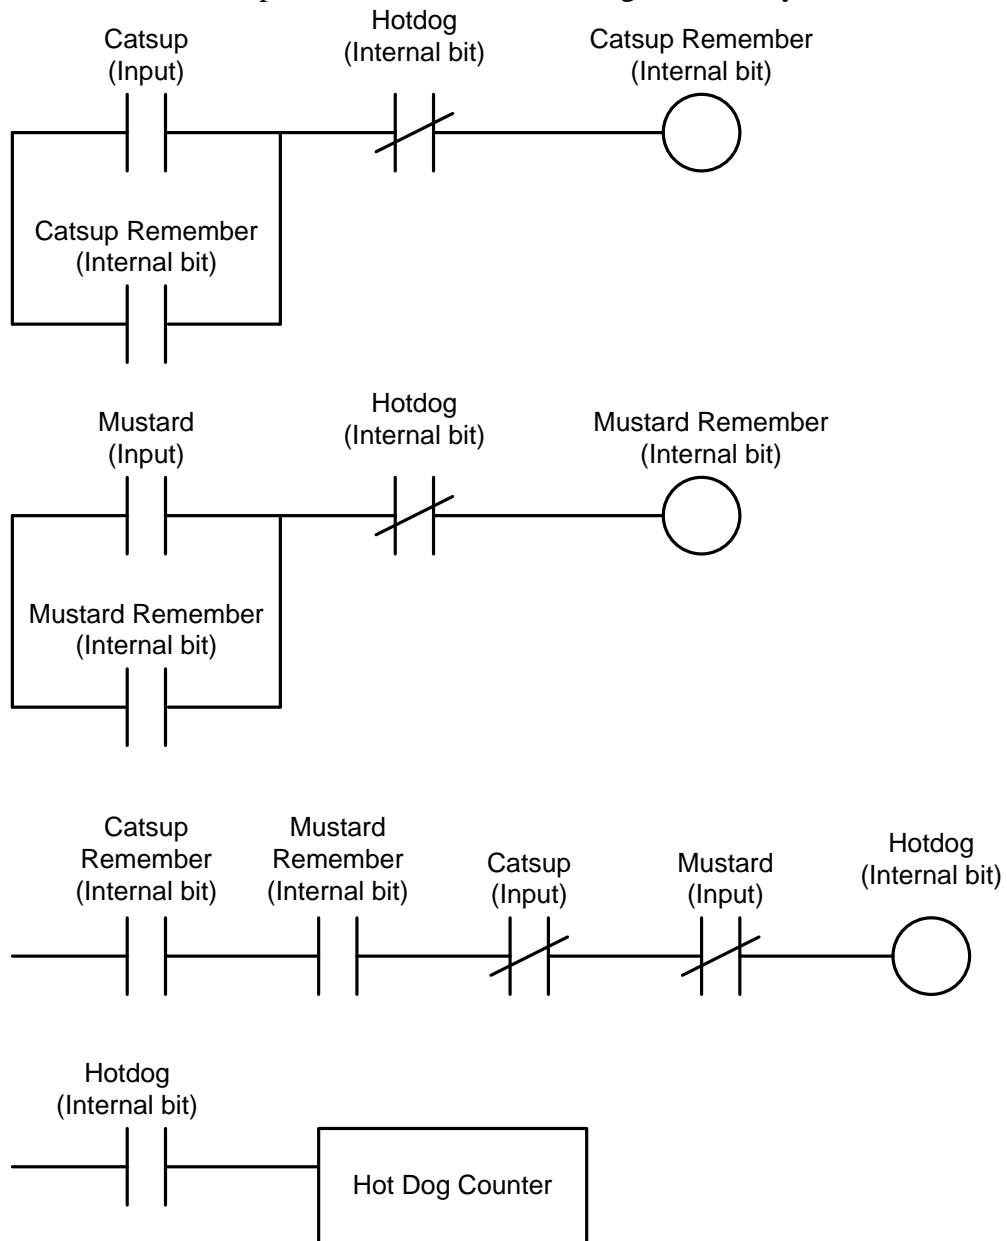 Catsup
(Input)
Hotdog
(Internal bit)
Catsup Remember
(Internal bit)
Catsup Remember
(Internal bit)
Mustard
(Input)
Hotdog
(Internal bit)
Mustard Remember
(Internal bit)
Mustard Remember
(Internal bit)
Catsup
Remember
(Internal bit)
Mustard
Remember
(Internal bit)
Catsup
(Input)
Mustard
(Input)
Hotdog
(Internal bit)
Hotdog
(Internal bit)
Hot Dog Counter